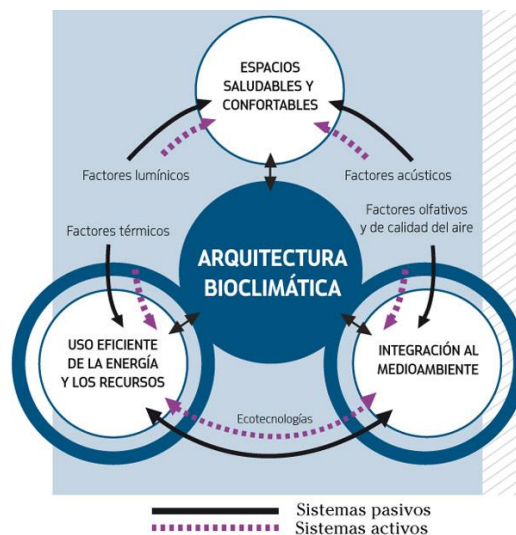 ESPACIOS
SALUDABLES Y
CONFORTABLES
Factores lumínicos
Factores acústicos
Factores térmicos
Factores olfativos
y de calidad del aire
ARQUITECTURA
BIOCLIMÁTICA
USO EFICIENTE
DE LA ENERGÍA
Y LOS RECURSOS
INTEGRACIÓN AL
MEDIOAMBIENTE
Ecotecnologías
Sistemas pasivos
Sistemas activos